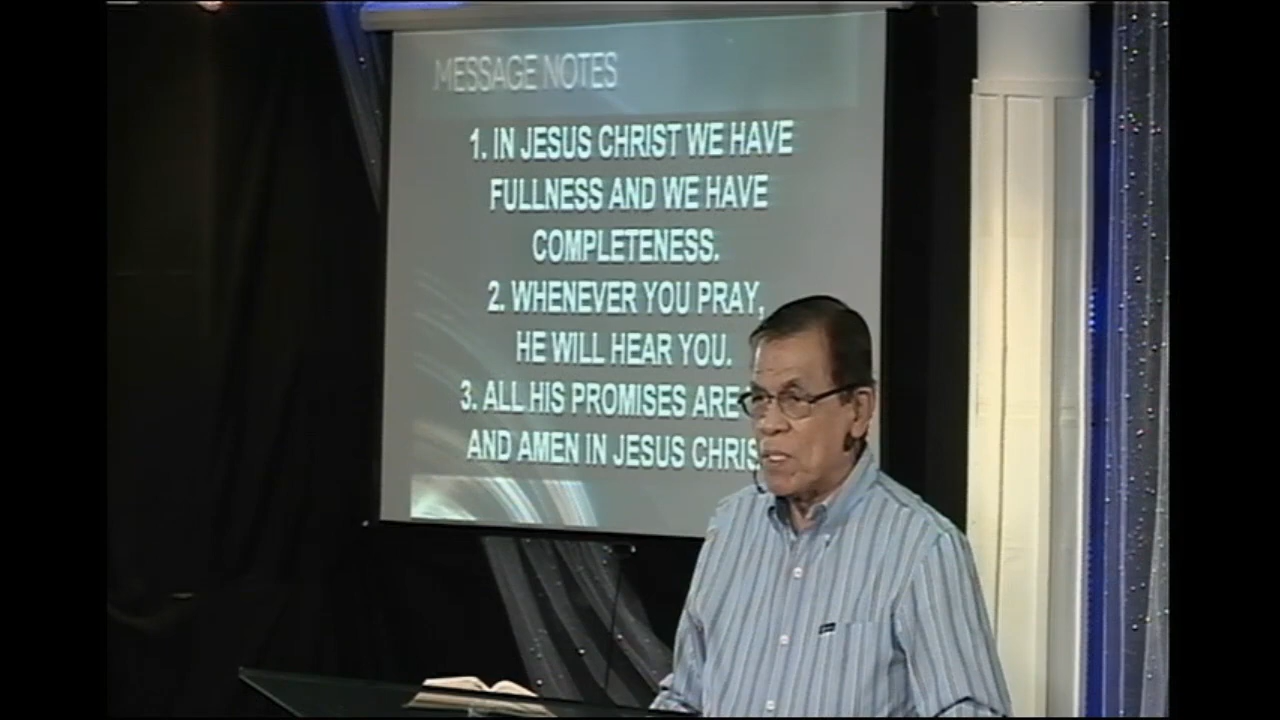 MESSAGE NOTES
1. IN JESUS CHRIST WE HAVE
FULLNESS AND WE HAVE
COMPLETENESS.
2. WHENEVER YOU PRAY,
HE WILL HEAR YOU.
3. ALL HIS PROMISES ARE
AND AMEN IN JESUS